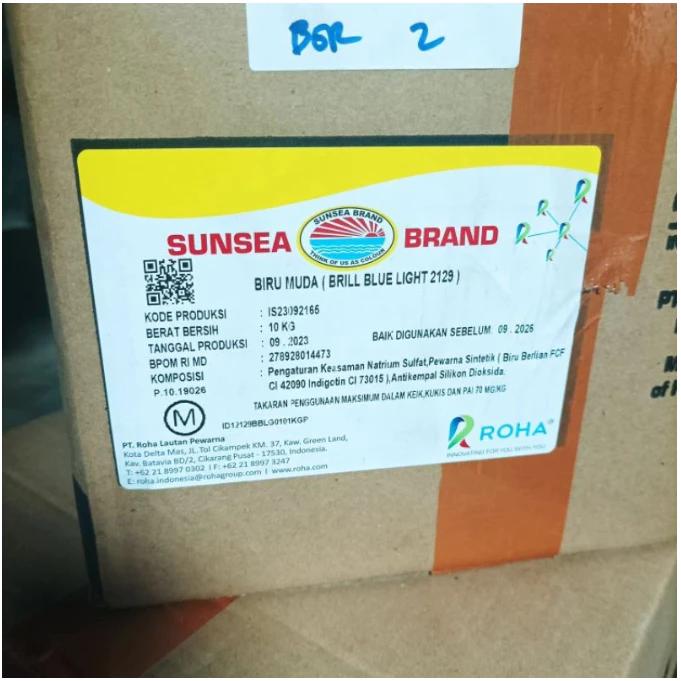 BGR 2
SUNSEA BRAND
SUNSEA BRAND
THINK OF US AS COLOUR
BIRU MUDA ( BRILL BLUE LIGHT 2129 )
KODE PRODUKSI : IS23092165
BERAT BERSIH : 10 KG
TANGGAL PRODUKSI : 09 . 2023 BAIK DIGUNAKAN SEBELUM 09 . 2026
BPOM RI MD : 278928014473
KOMPOSISI : Pengaturan Keasaman Natrium Sulfat,Pewarna Sintetik ( Biru Berlian FCF
CI 42090 Indigotin CI 73015 ),Antikempal Silikon Dioksida.
P.10.19026
TAKARAN PENGGUNAAN MAKSIMUM DALAM KEIK,KUKIS DAN PAI 70 MG/KG
M
ID12129BBLG0101KGP
PT. Roha Lautan Pewarna
Kota Delta Mas, JL. Tol Cikampek KM. 37, Kaw. Green Land,
Kav. Batavia BD/2, Cikarang Pusat - 17530, Indonesia.
T: +62 21 8997 0302 I F: +62 21 8997 3247
E: roha.indonesia@rohagroup.com I www.roha.com
ROHA®
INNOVATING FOR YOU WITH YOU
PT
of